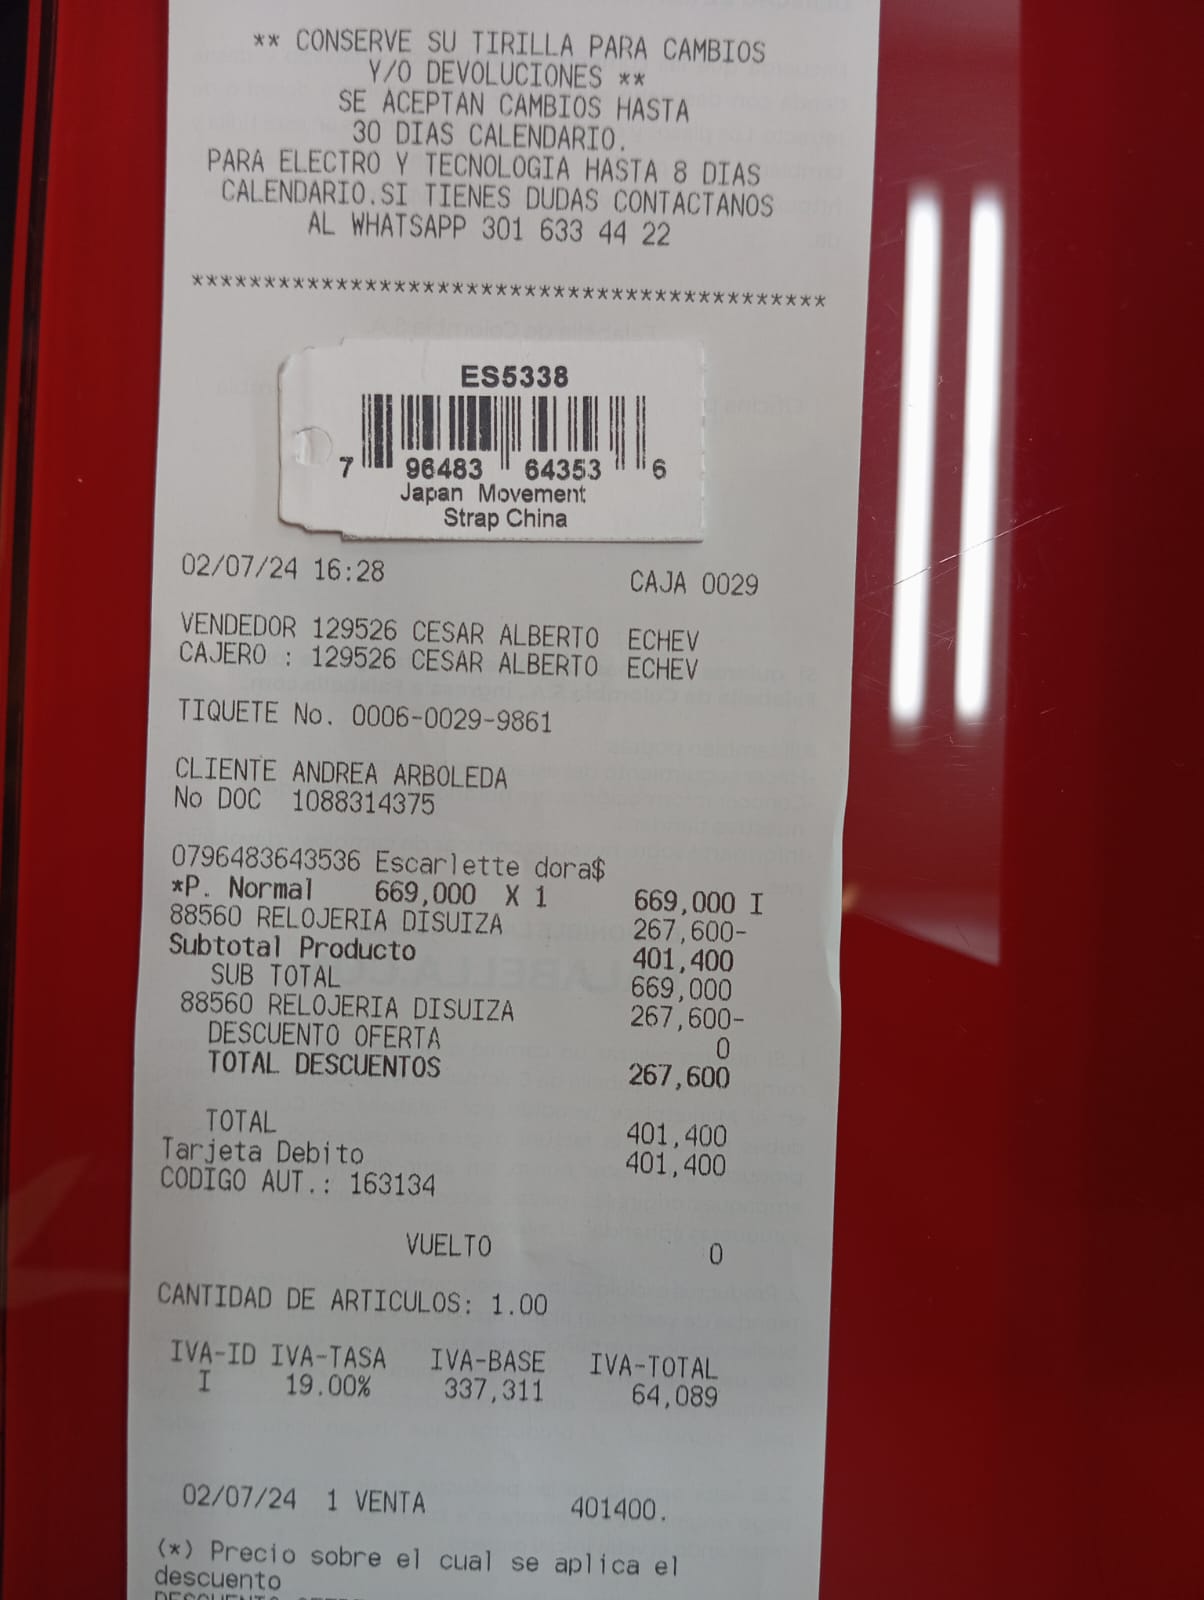 ** CONSERVE SU TIRILLA PARA CAMBIOS
Y/O DEVOLUCIONES **
SE ACEPTAN CAMBIOS HASTA
30 DIAS CALENDARIO.
PARA ELECTRO Y TECNOLOGIA HASTA 8 DIAS
CALENDARIO.SI TIENES DUDAS CONTACTANOS
AL WHATSAPP 301 633 44 22
********************************************
ES5338
7 96483 64353 6
Japan Movement
Strap China
02/07/24 16:28 CAJA 0029
VENDEDOR 129526 CESAR ALBERTO ECHEV
CAJERO : 129526 CESAR ALBERTO ECHEV
TIQUETE No. 0006-0029-9861
CLIENTE ANDREA ARBOLEDA
No DOC 1088314375
0796483643536 Escarlette dora$
*P. Normal 669,000 X 1 669,000 I
88560 RELOJERIA DISUIZA 267,600-
Subtotal Producto 401,400
SUB TOTAL 669,000
88560 RELOJERIA DISUIZA 267,600-
DESCUENTO OFERTA 0
TOTAL DESCUENTOS 267,600
TOTAL 401,400
Tarjeta Debito 401,400
CODIGO AUT.: 163134
VUELTO 0
CANTIDAD DE ARTICULOS: 1.00
IVA-ID IVA-TASA IVA-BASE IVA-TOTAL
I 19.00% 337,311 64,089
02/07/24 1 VENTA 401400.
(*) Precio sobre el cual se aplica el
descuento